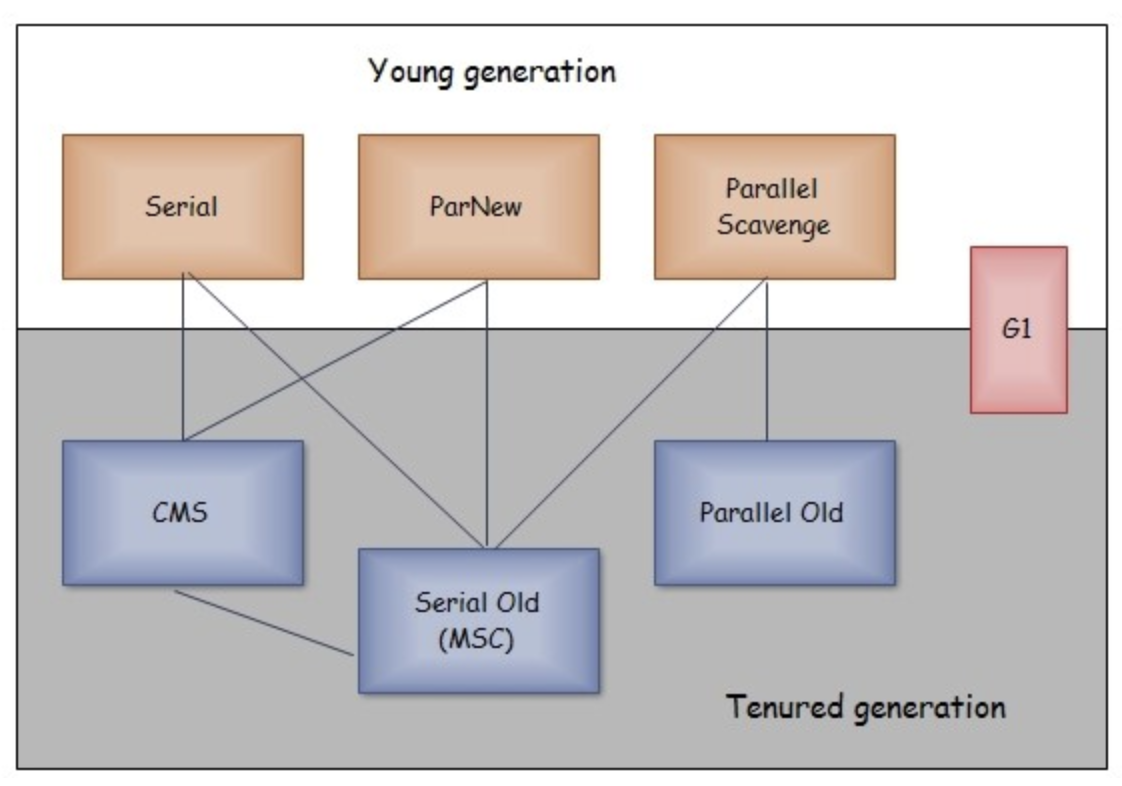 Young generation
Serial
ParNew
Parallel
Scavenge
G1
CMS
Parallel Old
Serial Old
(MSC)
Tenured generation